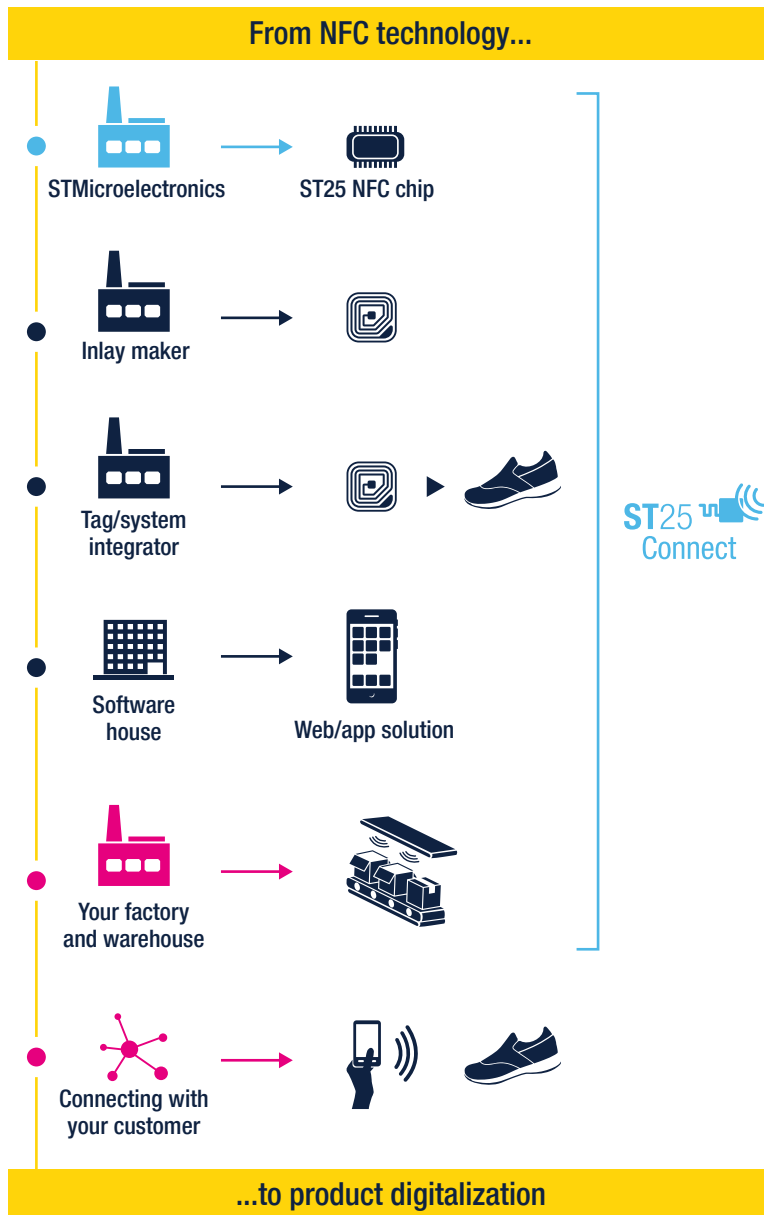 From NFC technology...
STMicroelectronics
ST25 NFC chip
Inlay maker
Tag/system
integrator
ST25
Connect
Software
house
Web/app solution
Your factory
and warehouse
Connecting with
your customer
...to product digitalization